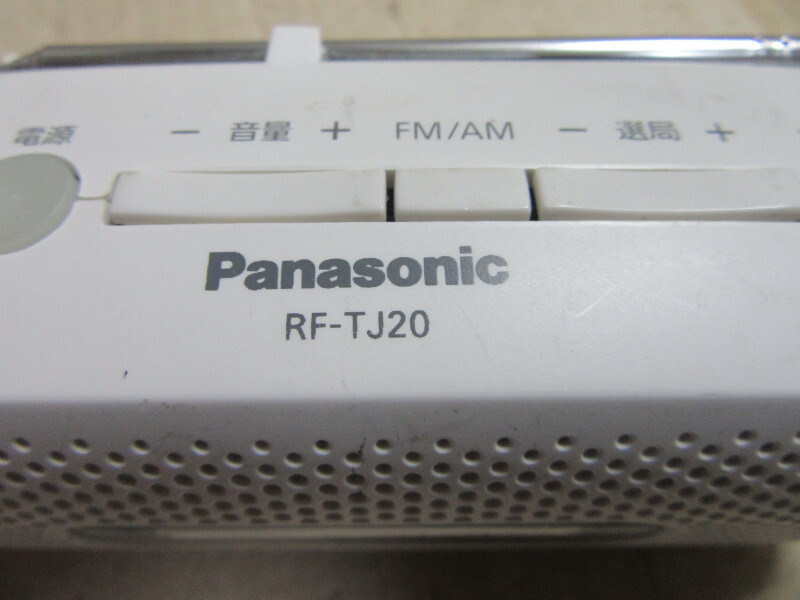 電源 − 音量 + FM/AM − 選局 +
Panasonic
RF-TJ20